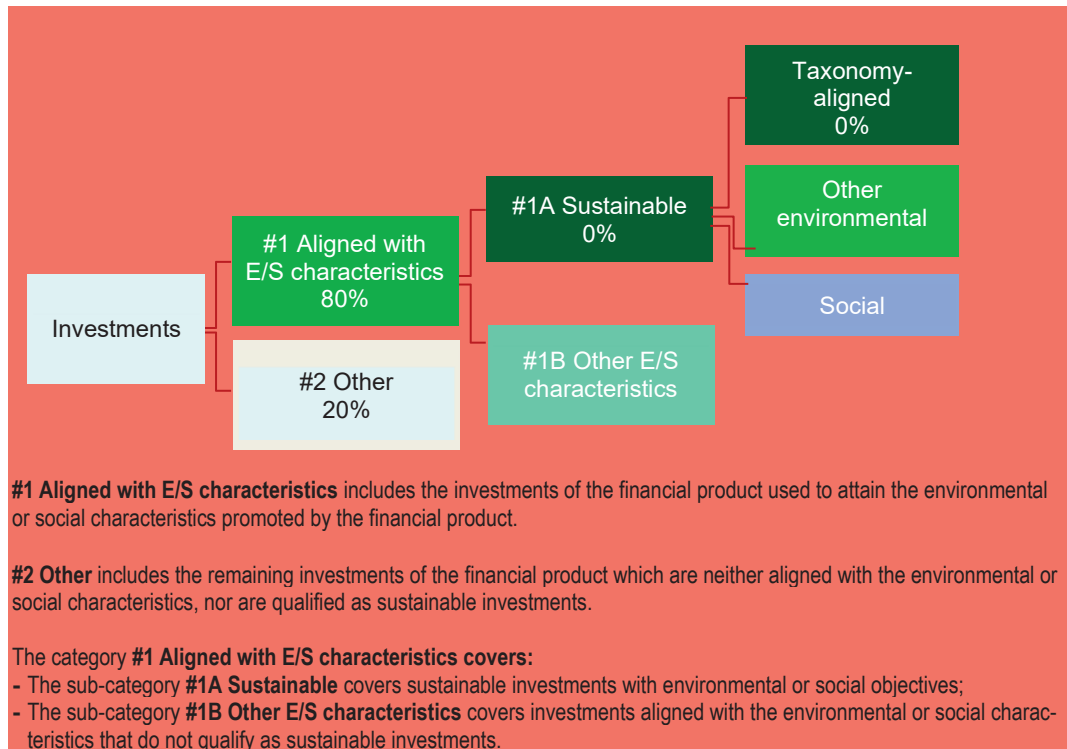 Taxonomy-
aligned
0%
Other
environmental
#1A Sustainable
0%
#1 Aligned with
E/S characteristics
80%
Social
Investments
#1B Other E/S
characteristics
#2 Other
20%
#1 Aligned with E/S characteristics includes the investments of the financial product used to attain the environmental
or social characteristics promoted by the financial product.
#2 Other includes the remaining investments of the financial product which are neither aligned with the environmental or
social characteristics, nor are qualified as sustainable investments.
The category #1 Aligned with E/S characteristics covers:
- The sub-category #1A Sustainable covers sustainable investments with environmental or social objectives;
- The sub-category #1B Other E/S characteristics covers investments aligned with the environmental or social charac-
teristics that do not qualify as sustainable investments.